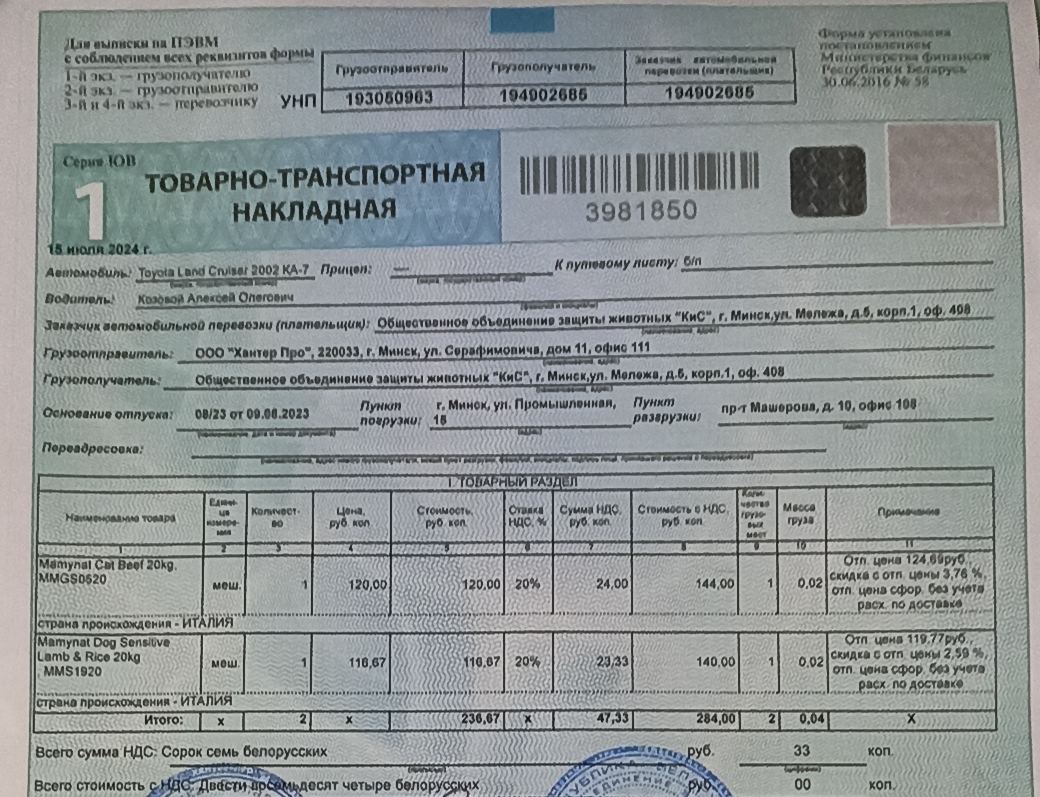 Для выписки на ПЭВМ
с соблюдением всех реквизитов формы
1-й экз. — грузополучателю
2-й экз. — грузоотправителю
3-й и 4-й экз. — перевозчику
УНП
Грузоотправитель Грузополучатель Заказчик автомобильной перевозки (плательщик)
193050963 194902685 194902685
Форма установлена
постановлением
Министерства финансов
Республики Беларусь
30.06.2016 № 58
Серия ЮВ
1
ТОВАРНО-ТРАНСПОРТНАЯ
НАКЛАДНАЯ
3981850
15 июля 2024 г.
Автомобиль: Toyota Land Cruiser 2002 KA-7 Прицеп: — К путевому листу: б/п
Водитель: Козовой Алексей Олегович
Заказчик автомобильной перевозки (плательщик): Общественное объединение защиты животных "КиС", г. Минск,ул. Мележа, д.5, корп.1, оф. 408
Грузоотправитель: ООО "Хантер Про", 220033, г. Минск, ул. Серафимовича, дом 11, офис 111
Грузополучатель: Общественное объединение защиты животных "КиС", г. Минск,ул. Мележа, д.5, корп.1, оф. 408
Основание отпуска: 08/23 от 09.08.2023 Пункт погрузки: г. Минск, ул. Промышленная, 15 Пункт разгрузки: пр-т Машерова, д. 10, офис 108
Переадресовка:
I. ТОВАРНЫЙ РАЗДЕЛ
Наименование товара Единица измерения Количество Цена, руб. коп. Стоимость, руб. коп. Ставка НДС, % Сумма НДС, руб. коп. Стоимость с НДС, руб. коп. Количество грузовых мест Масса груза Примечание
1 2 3 4 5 6 7 8 9 10 11
Mamynat Cat Beef 20kg, MMGS0520 меш. 1 120,00 120,00 20% 24,00 144,00 1 0,02 Отп. цена 124,69руб., скидка с отп. цены 3,76 %, отп. цена сфор. без учета расх. по доставке
страна происхождения - ИТАЛИЯ
Mamynat Dog Sensitive Lamb & Rice 20kg , MMS1920 меш. 1 116,67 116,67 20% 23,33 140,00 1 0,02 Отп. цена 119,77руб., скидка с отп. цены 2,59 %, отп. цена сфор. без учета расх. по доставке
страна происхождения - ИТАЛИЯ
Итого: x 2 x 236,67 x 47,33 284,00 2 0,04 X
Всего сумма НДС: Сорок семь белорусских руб. 33 коп.
Всего стоимость с НДС: Двести восемьдесят четыре белорусских руб. 00 коп.